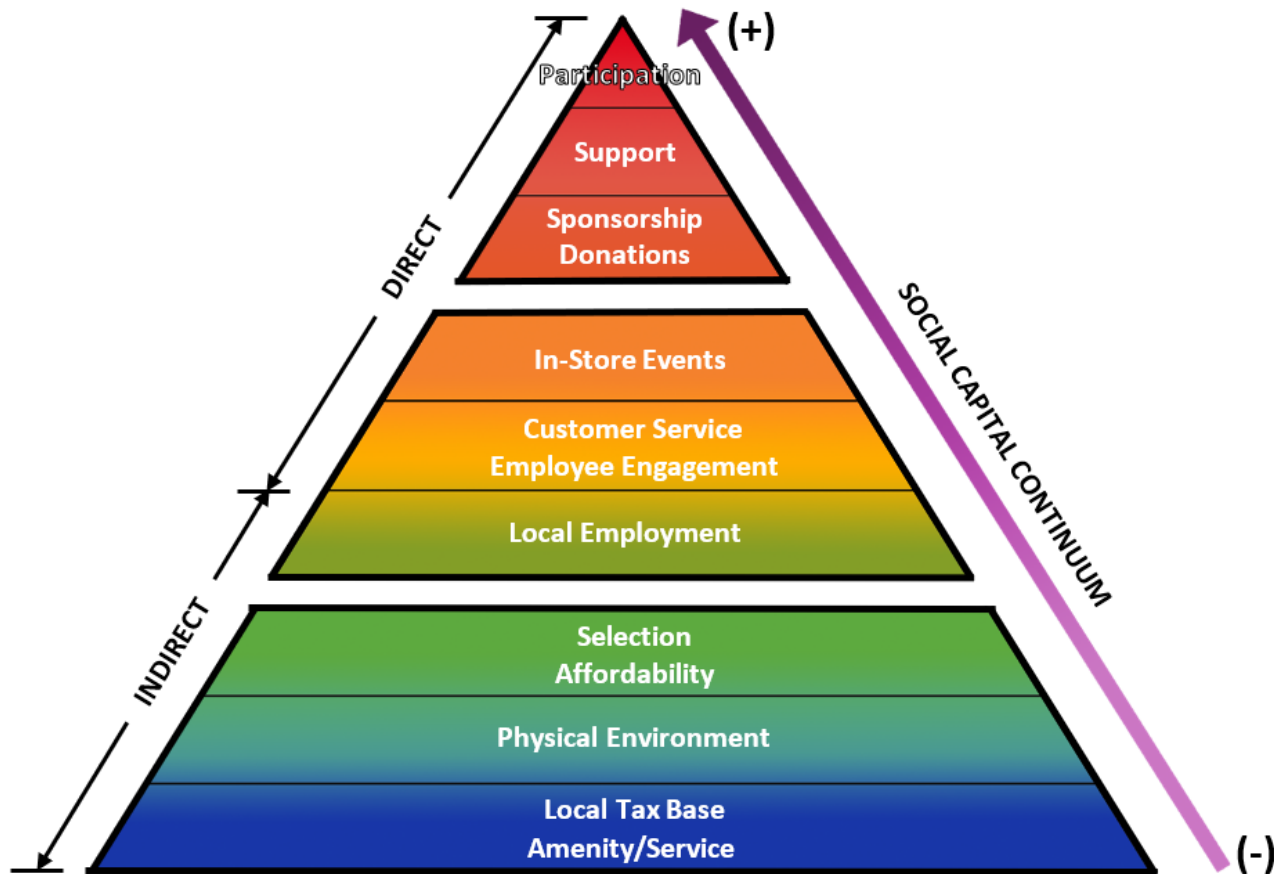 (+)
Participation
Support
Sponsorship
Donations
DIRECT
In-Store Events
Customer Service
Employee Engagement
Local Employment
SOCIAL CAPITAL CONTINUUM
INDIRECT
Selection
Affordability
Physical Environment
Local Tax Base
Amenity/Service
(-)